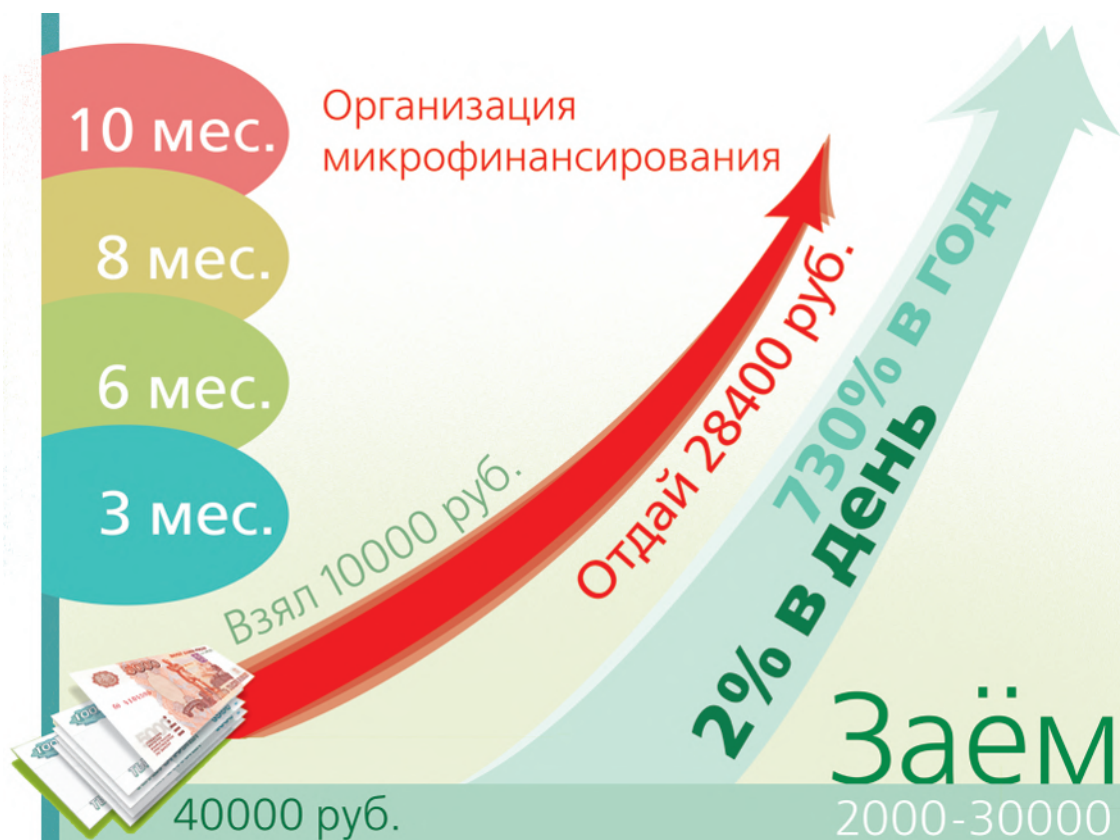 10 мес.
8 мес.
6 мес.
3 мес.
Организация
микрофинансирования
Взял 10000 руб.
Отдай 28400 руб.
730% в год
2% в день
Заём
40000 руб.
2000-30000
5000